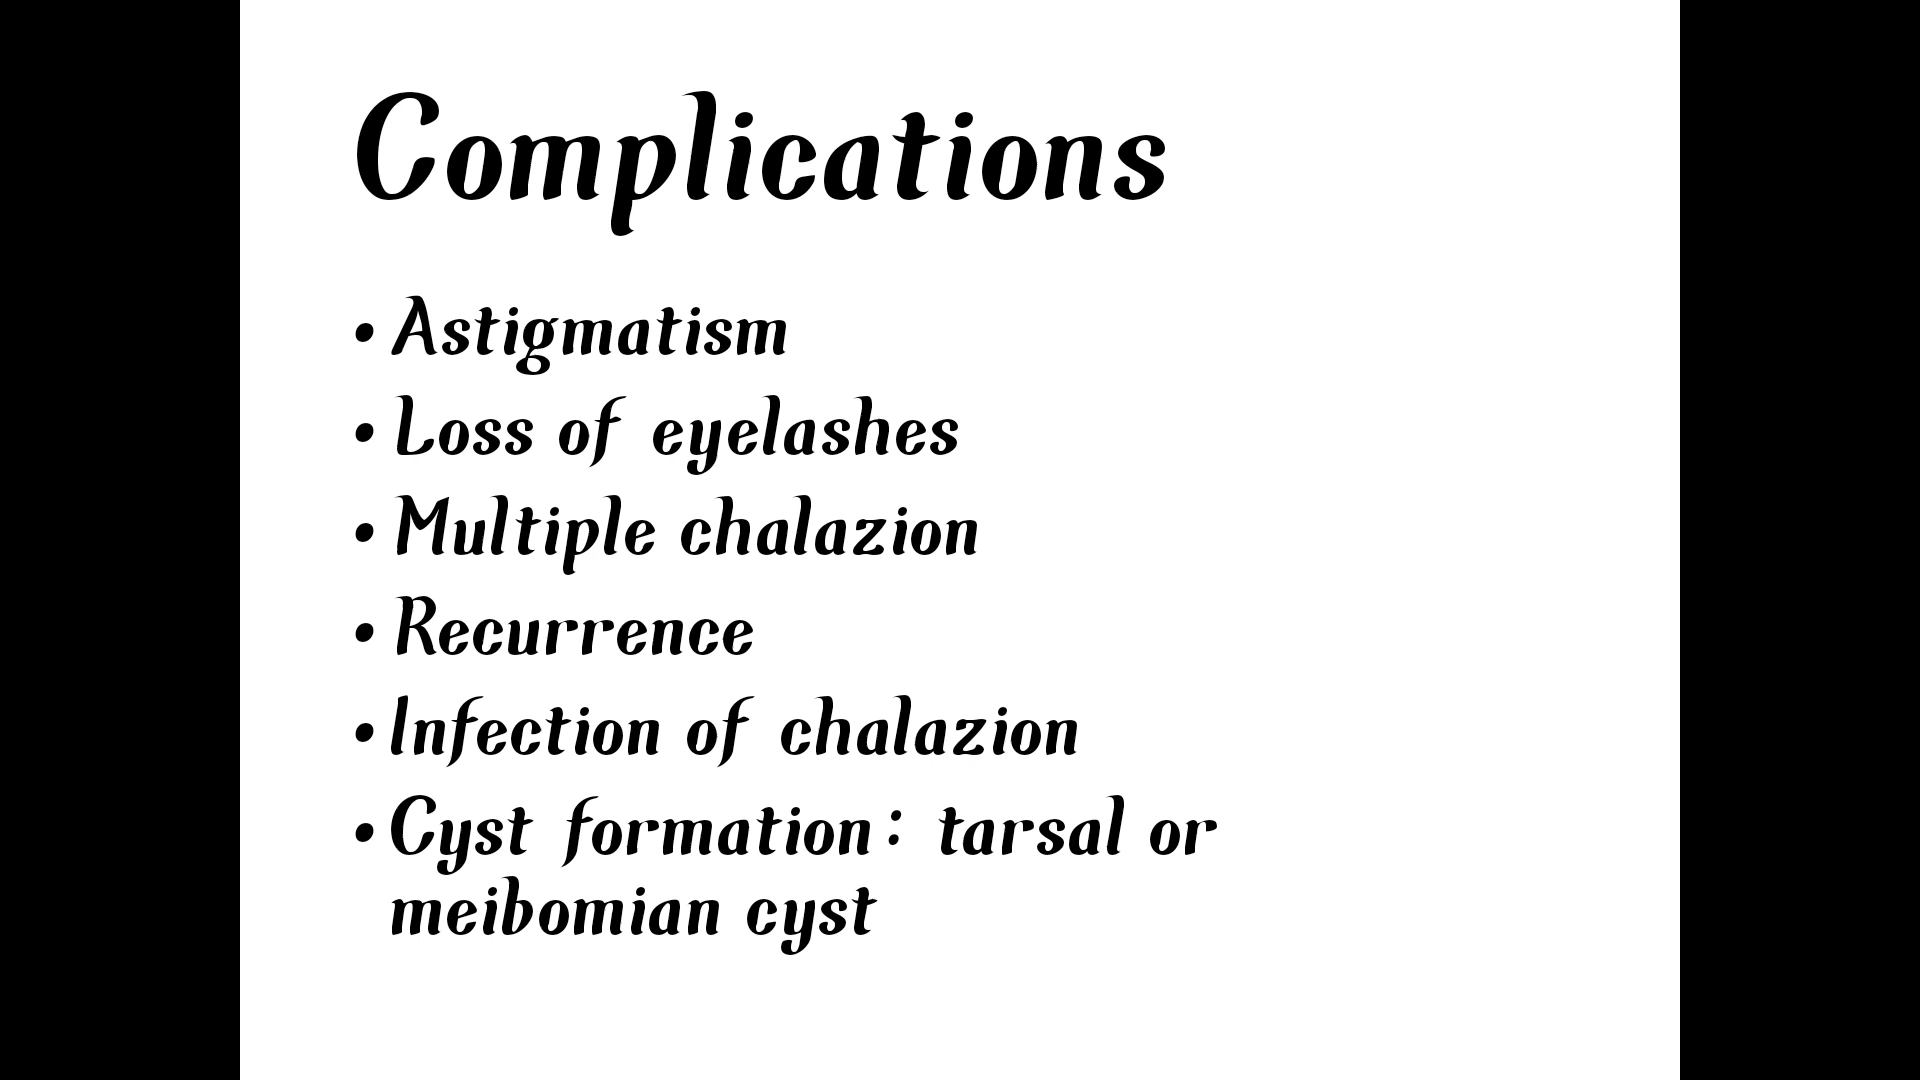 Complications
• Astigmatism
• Loss of eyelashes
• Multiple chalazion
• Recurrence
• Infection of chalazion
• Cyst formation: tarsal or
meibomian cyst